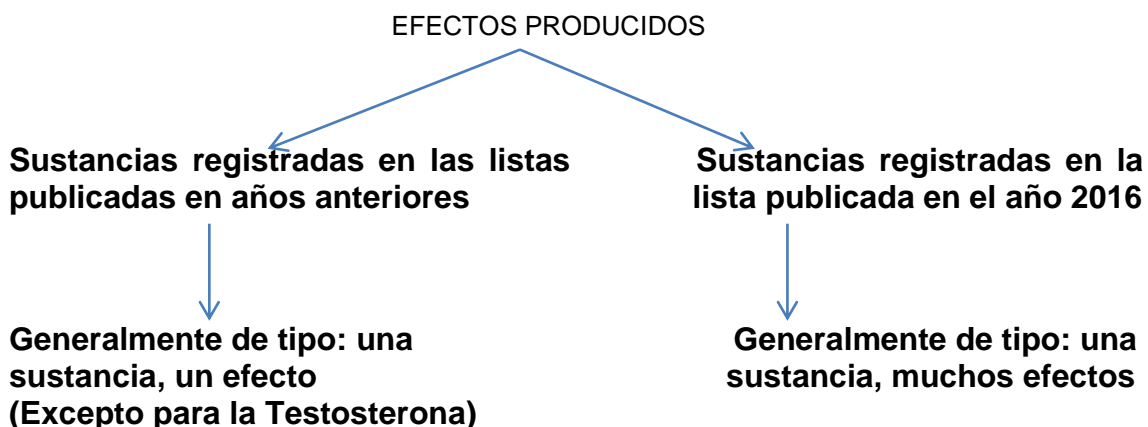 EFECTOS PRODUCIDOS
Sustancias registradas en las listas
publicadas en años anteriores
Sustancias registradas en la
lista publicada en el año 2016
Generalmente de tipo: una
sustancia, un efecto
(Excepto para la Testosterona)
Generalmente de tipo: una
sustancia, muchos efectos